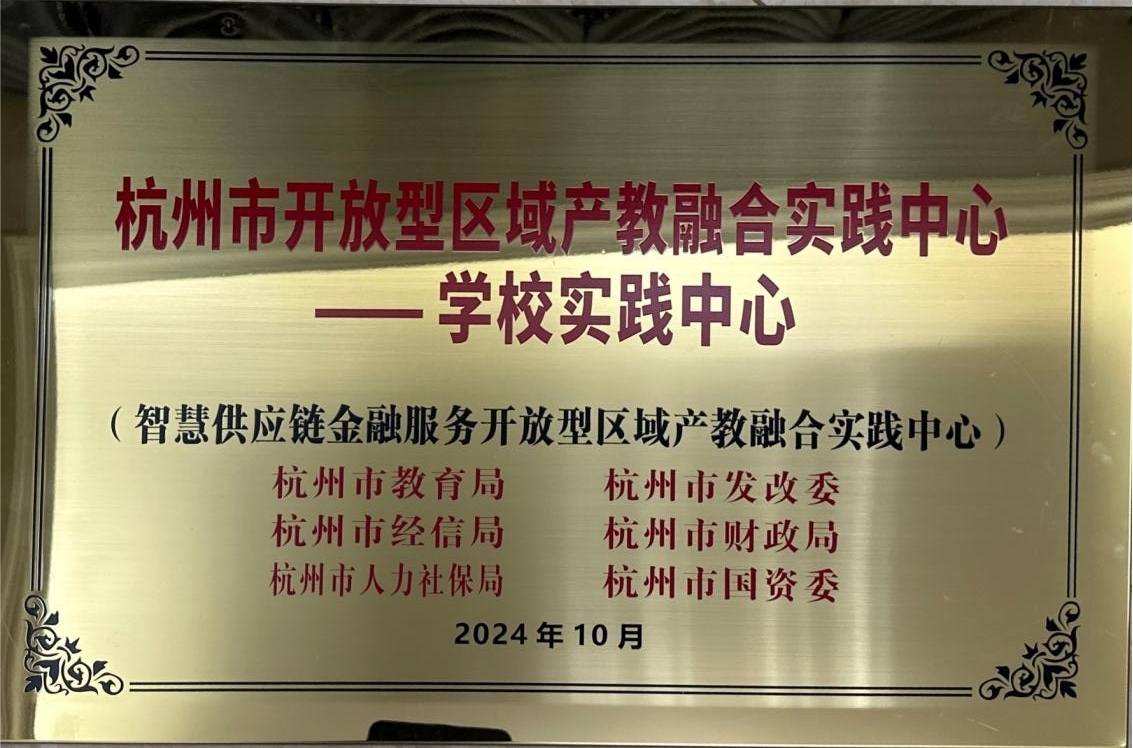 杭州市开放型区域产教融合实践中心
——学校实践中心
（智慧供应链金融服务开放型区域产教融合实践中心）
杭州市教育局 杭州市发改委
杭州市经信局 杭州市财政局
杭州市人力社保局 杭州市国资委
2024年10月